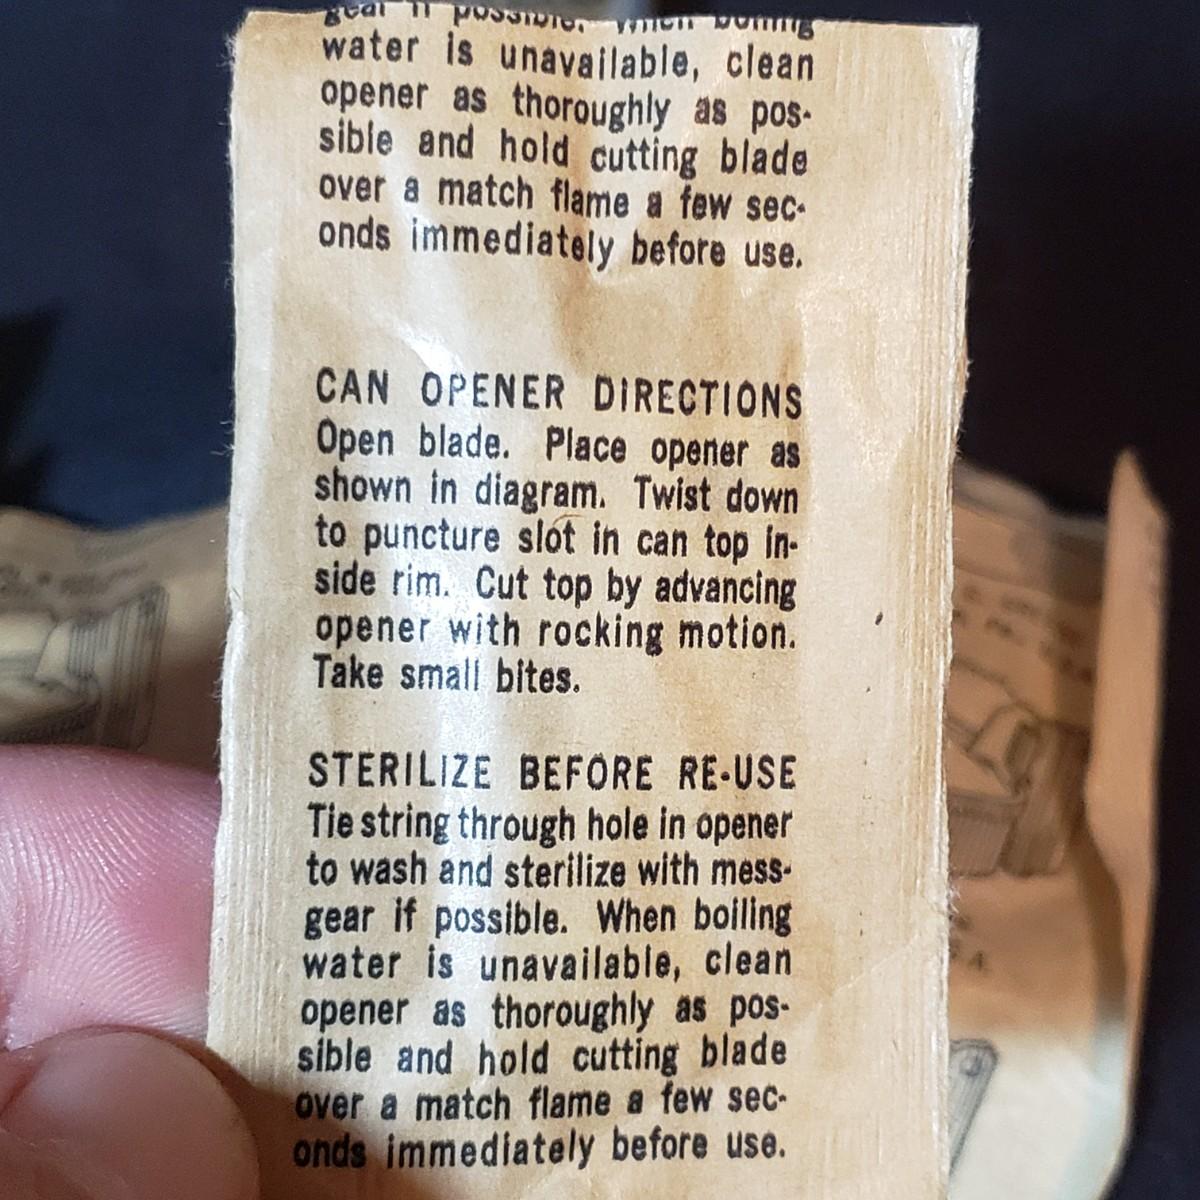 gear if possible. When boiling
water is unavailable, clean
opener as thoroughly as pos-
sible and hold cutting blade
over a match flame a few sec-
onds immediately before use.
CAN OPENER DIRECTIONS
Open blade. Place opener as
shown in diagram. Twist down
to puncture slot in can top in-
side rim. Cut top by advancing
opener with rocking motion.
Take small bites.
STERILIZE BEFORE RE-USE
Tie string through hole in opener
to wash and sterilize with mess-
gear if possible. When boiling
water is unavailable, clean
opener as thoroughly as pos-
sible and hold cutting blade
over a match flame a few sec-
onds immediately before use.